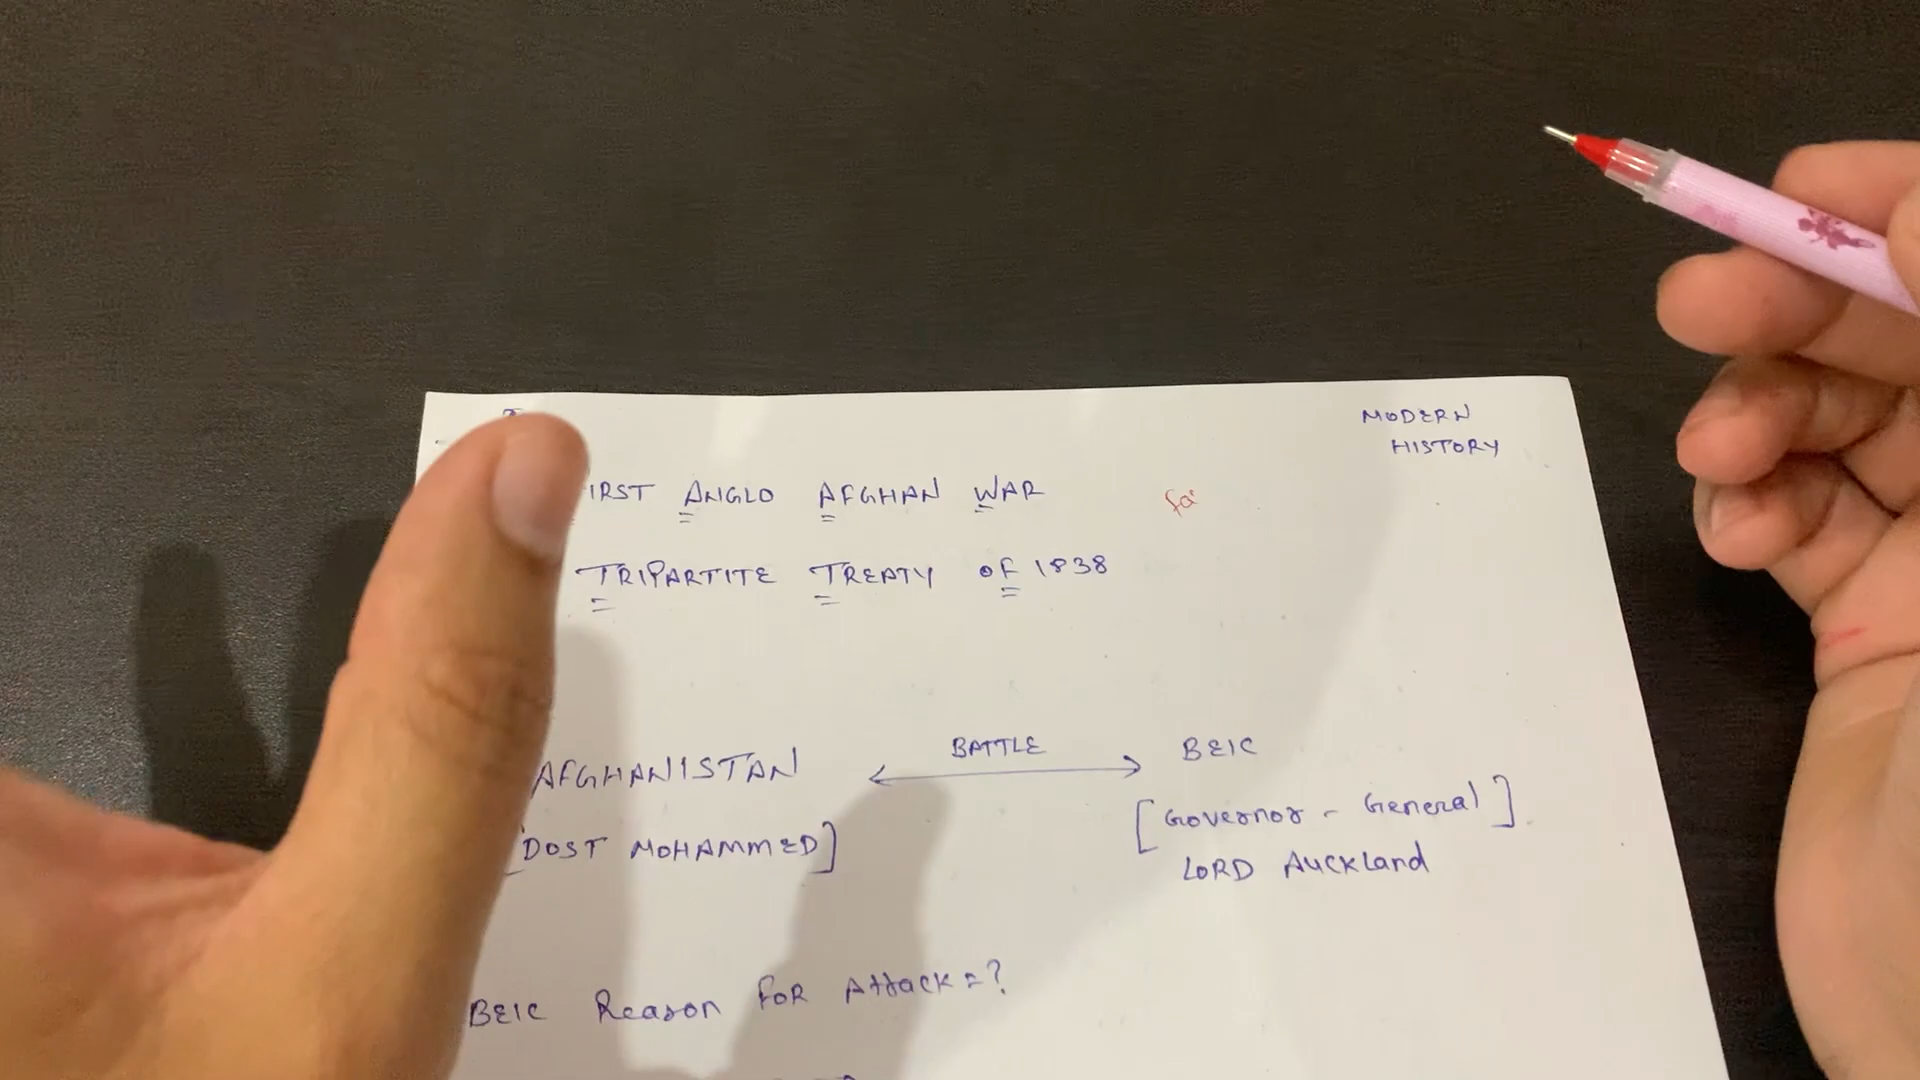 MODERN
HISTORY
IRST ANGLO AFGHAN WAR
fa
TRIPARTITE TREATY OF 1838
BATTLE
AFGHANISTAN BEIC
[DOST MOHAMMED] [Governor - General]
LORD Auckland
BEIC Reason FOR Attack = ?